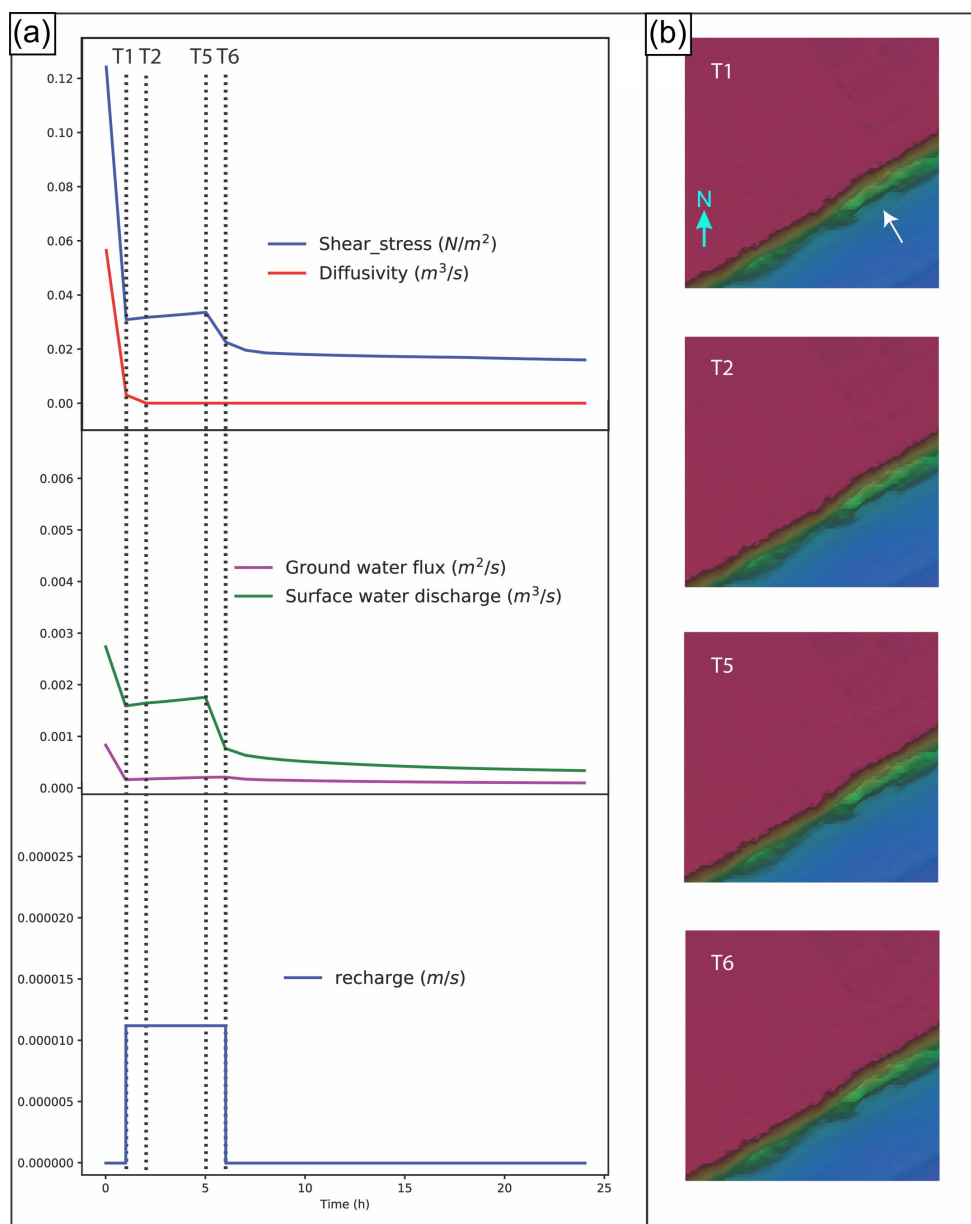 (a)
T1 T2 T5 T6
0.12
0.10
0.08
0.06
0.04
0.02
0.00
Shear_stress (N/m²)
Diffusivity (m³/s)
0.006
0.005
0.004
0.003
0.002
0.001
0.000
Ground water flux (m²/s)
Surface water discharge (m³/s)
0.000025
0.000020
0.000015
0.000010
0.000005
0.000000
recharge (m/s)
0 5 10 15 20 25
Time (h)
(b)
T1
N
T2
T5
T6